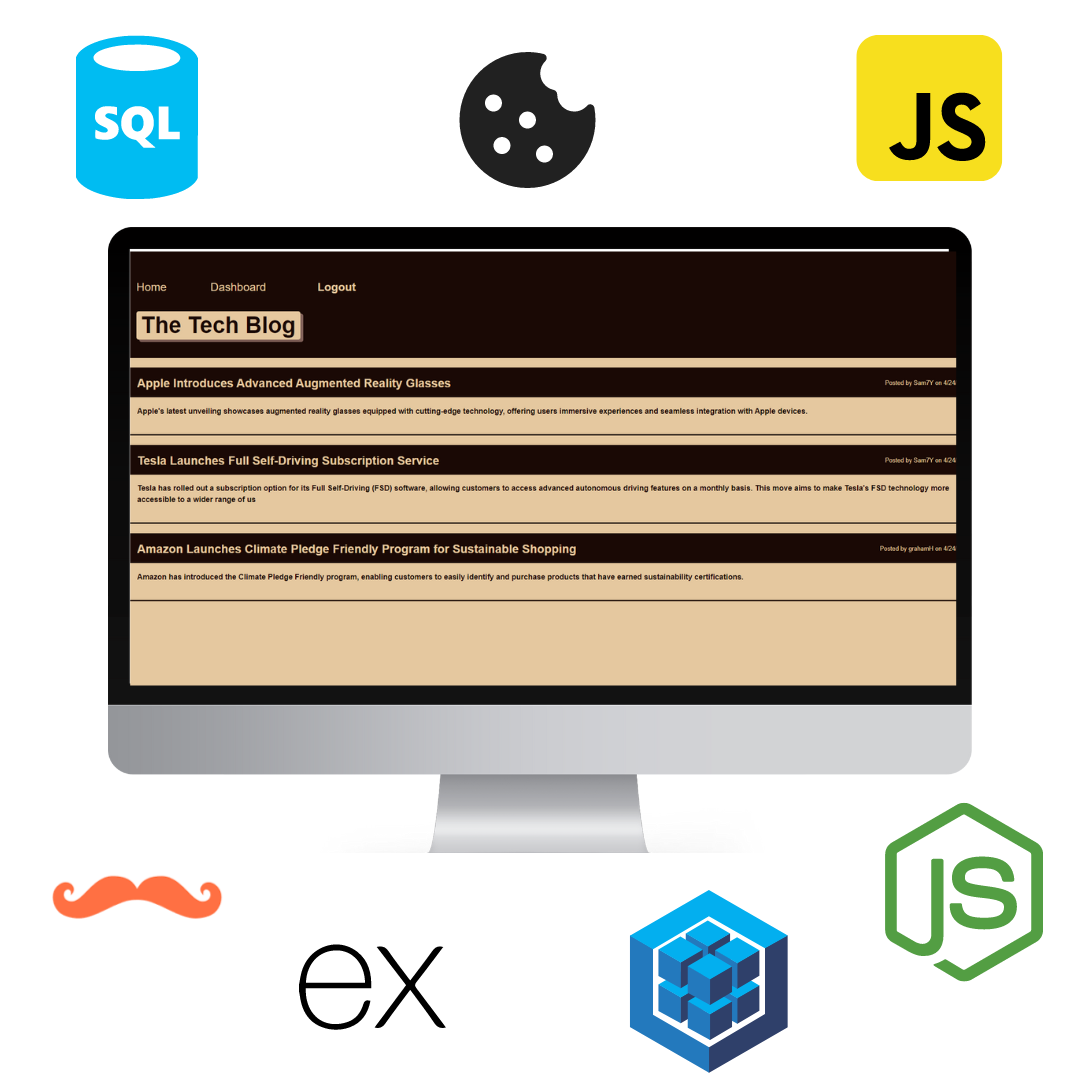 SQL
JS
Home Dashboard Logout
The Tech Blog
Apple Introduces Advanced Augmented Reality Glasses Posted by Sam7Y on 4/24
Apple's latest unveiling showcases augmented reality glasses equipped with cutting-edge technology, offering users immersive experiences and seamless integration with Apple devices.
Tesla Launches Full Self-Driving Subscription Service Posted by Sam7Y on 4/24
Tesla has rolled out a subscription option for its Full Self-Driving (FSD) software, allowing customers to access advanced autonomous driving features on a monthly basis. This move aims to make Tesla's FSD technology more
accessible to a wider range of us
Amazon Launches Climate Pledge Friendly Program for Sustainable Shopping Posted by grahamH on 4/24
Amazon has introduced the Climate Pledge Friendly program, enabling customers to easily identify and purchase products that have earned sustainability certifications.
JS
ex